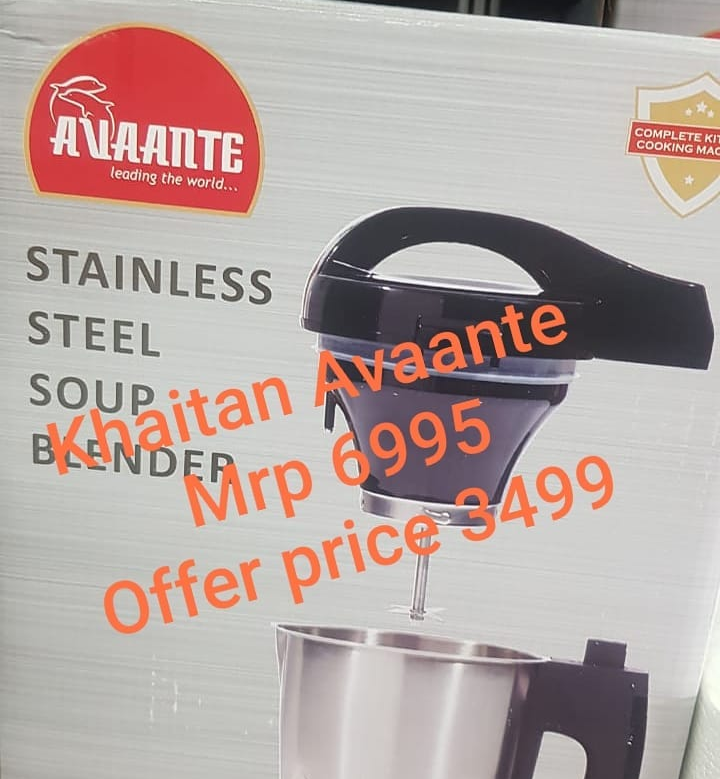 AVAANTE
leading the world...
COMPLETE KIT
COOKING MAC
STAINLESS
STEEL
SOUP
BLENDER
Khaitan Avaante
Mrp 6995
Offer price 3499